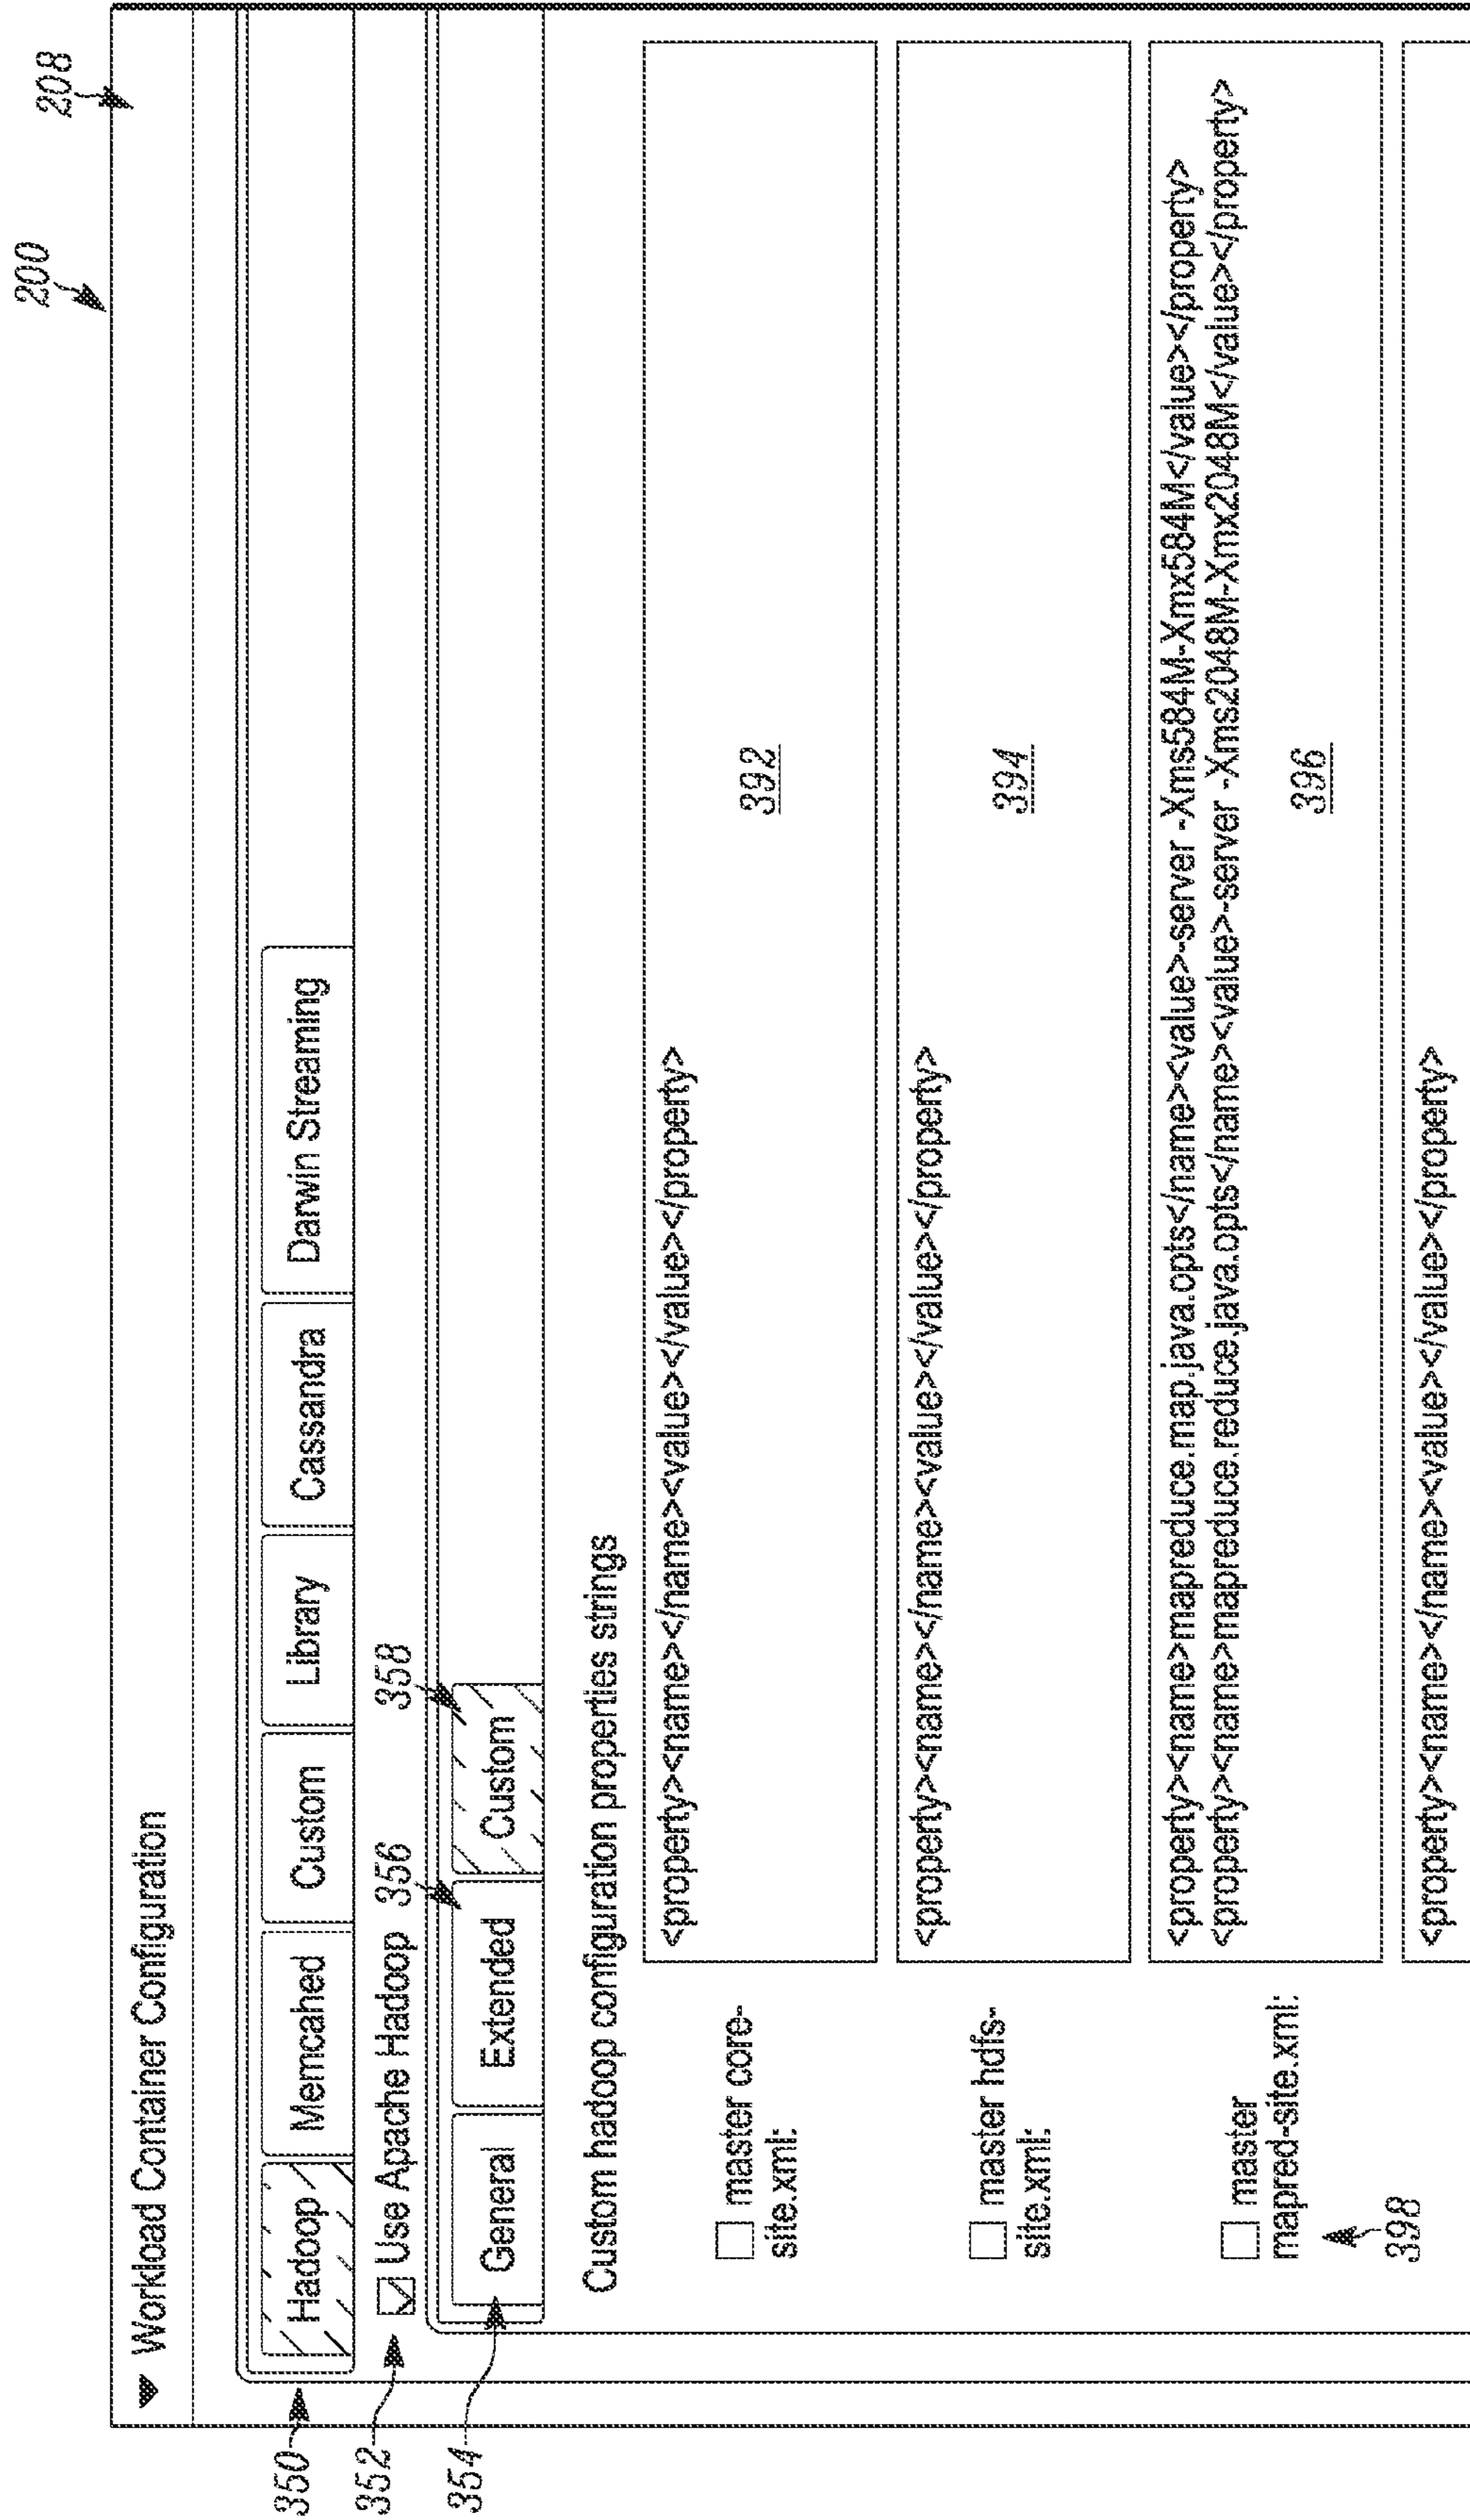 200
208
▼ Workload Container Configuration
350
Hadoop
Memcahed
Custom
Library
Cassandra
Darwin Streaming
352
☑ Use Apache Hadoop
356
358
354
General
Extended
Custom
Custom hadoop configuration properties strings
master core-
site.xml:
<property><name></name><value></value></property>
392
master hdfs-
site.xml:
<property><name></name><value></value></property>
394
master
mapred-site.xml:
<property><name>mapreduce.map.java.opts</name><value>-server -Xms584M-Xmx584M</value></property>
<property><name>mapreduce.reduce.java.opts</name><value>-server -Xms2048M-Xmx2048M</value></property>
396
398
<property><name></name><value></value></property>